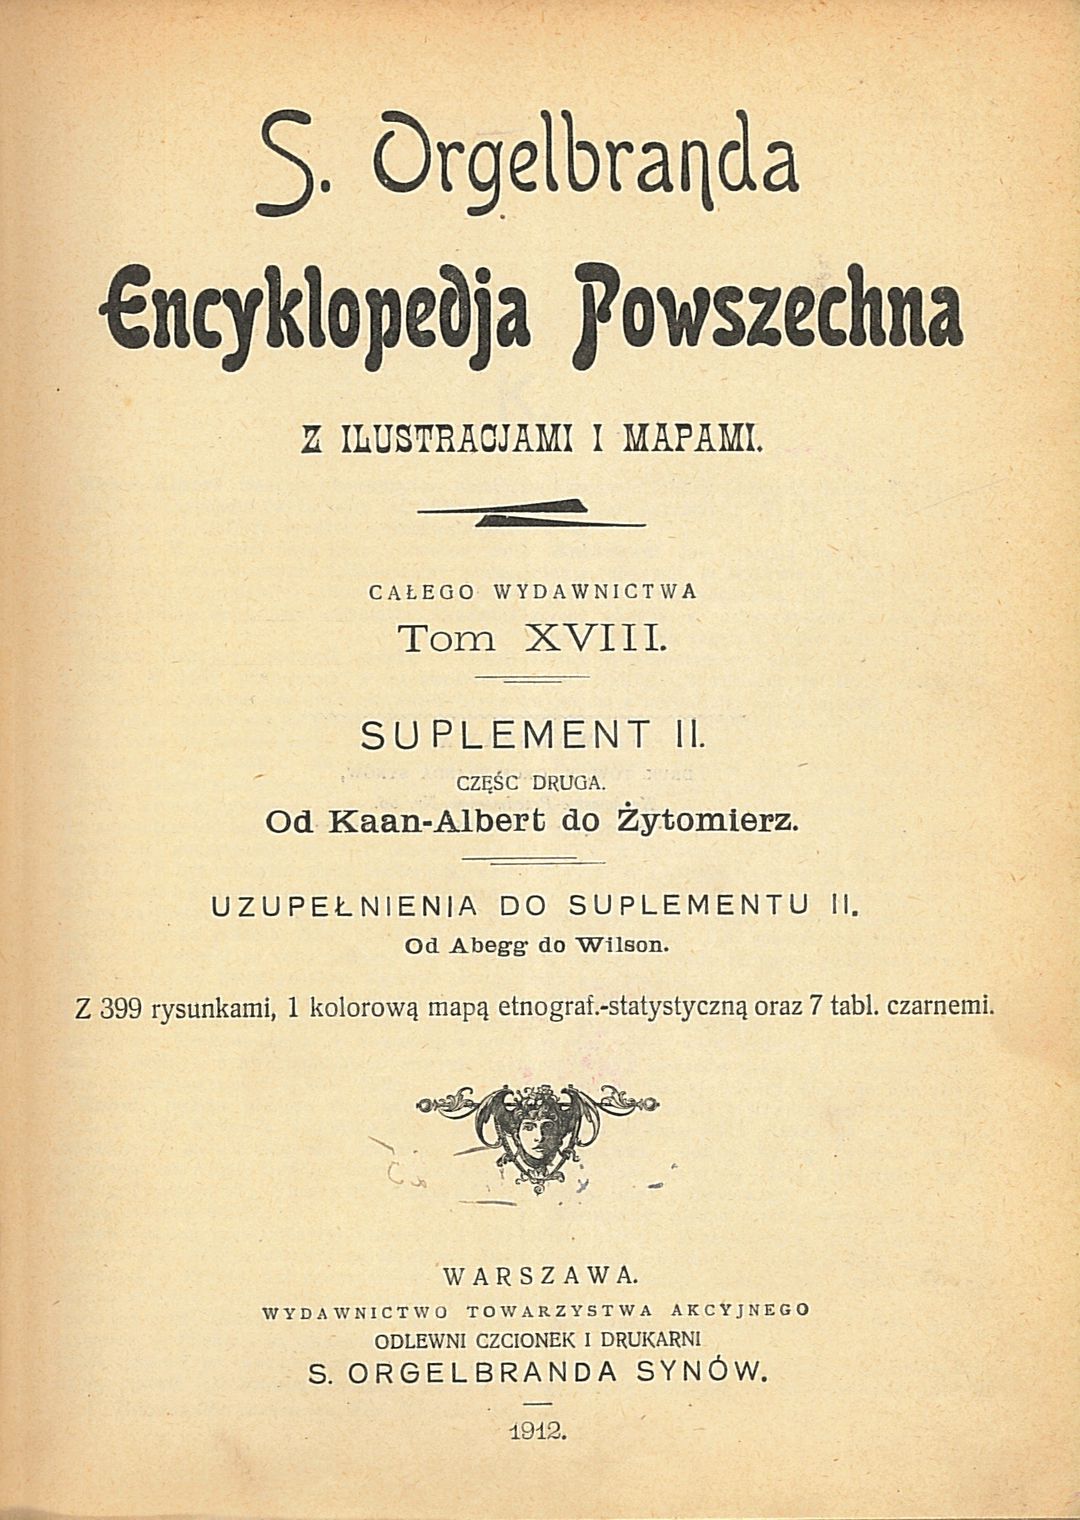 S. Orgelbranda
Encyklopedja Powszechna
Z ILUSTRACJAMI I MAPAMI.
CAŁEGO WYDAWNICTWA
Tom XVIII.
SUPLEMENT II.
CZĘŚC DRUGA.
Od Kaan-Albert do Żytomierz.
UZUPEŁNIENIA DO SUPLEMENTU II.
Od Abegg do Wilson.
Z 399 rysunkami, 1 kolorową mapą etnograf.-statystyczną oraz 7 tabl. czarnemi.
WARSZAWA.
WYDAWNICTWO TOWARZYSTWA AKCYJNEGO
ODLEWNI CZCIONEK I DRUKARNI
S. ORGELBRANDA SYNÓW.
1912.